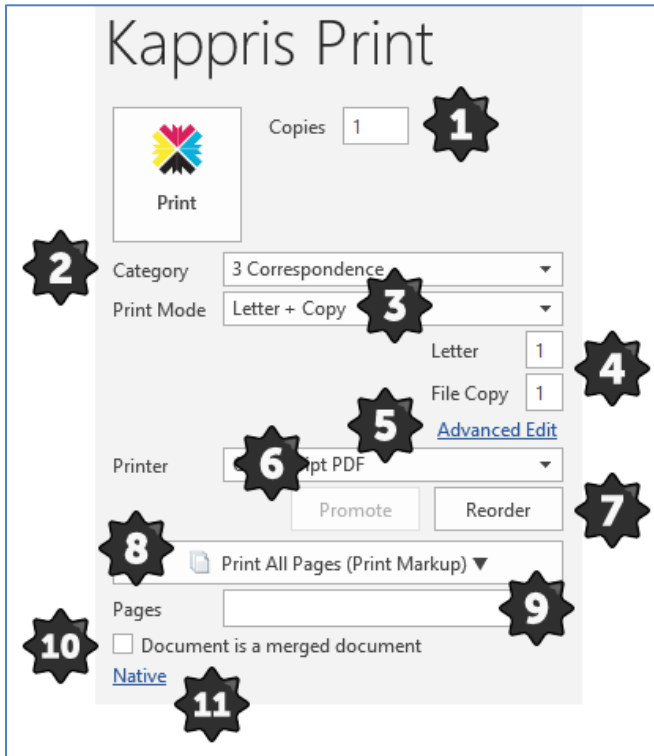 Kappris Print
Copies 1 1
Print
2 Category 3 Correspondence
Print Mode Letter + Copy 3
Letter 1 4
File Copy 1
5 Advanced Edit
Printer 6 ipt PDF
Promote Reorder 7
8 Print All Pages (Print Markup) ▼
Pages 9
10 Document is a merged document
Native 11